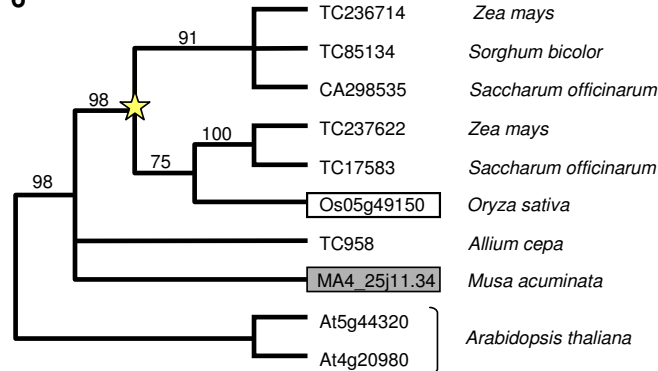 TC236714 Zea mays
91
TC85134 Sorghum bicolor
CA298535 Saccharum officinarum
98
TC237622 Zea mays
100
75
TC17583 Saccharum officinarum
98
Os05g49150 Oryza sativa
TC958 Allium cepa
MA4_25j11.34 Musa acuminata
At5g44320
Arabidopsis thaliana
At4g20980